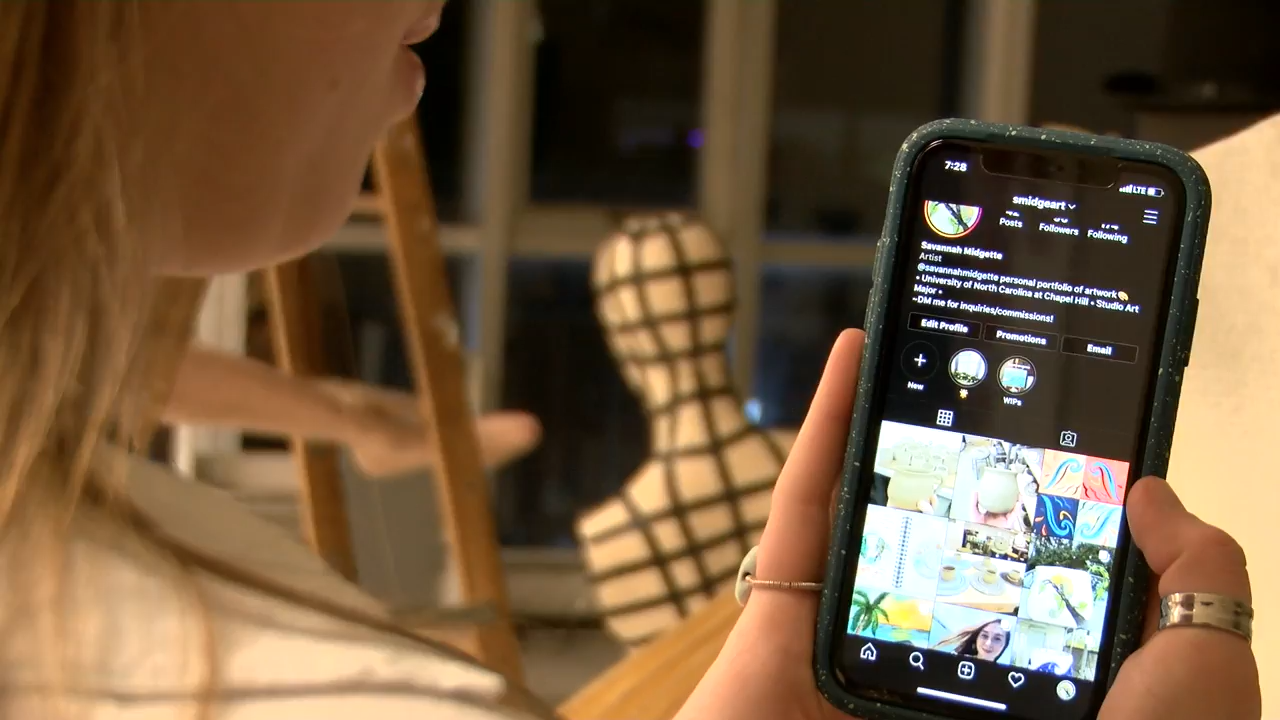 7:28
LTE
smidgeart
Posts Followers Following
Savannah Midgette
Artist
@savannahmidgette personal portfolio of artwork
• University of North Carolina at Chapel Hill • Studio Art
Major •
~DM me for inquiries/commissions!
Edit Profile Promotions Email
New WIPs